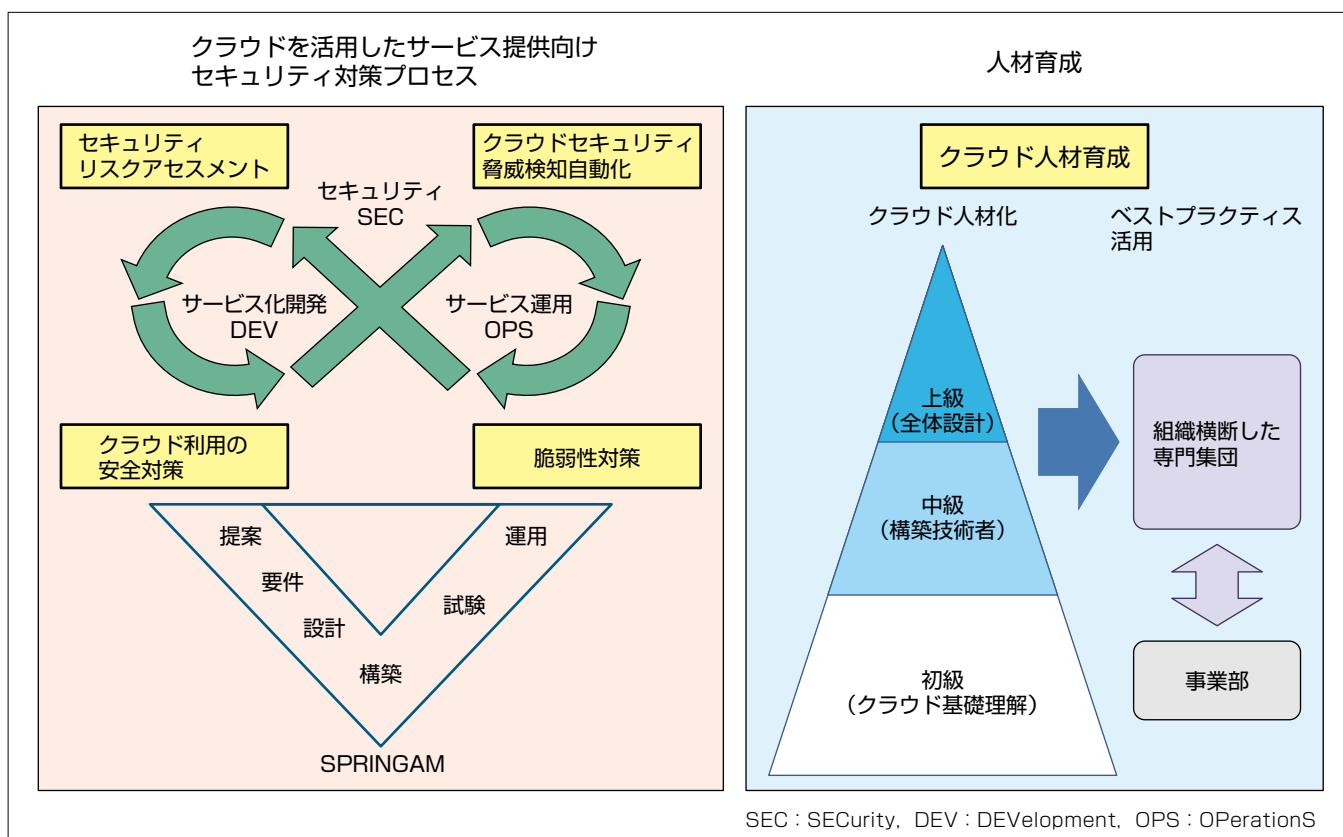 クラウドを活用したサービス提供向け
セキュリティ対策プロセス
セキュリティ
リスクアセスメント
クラウドセキュリティ
脅威検知自動化
セキュリティ
SEC
サービス化開発
DEV
サービス運用
OPS
クラウド利用の
安全対策
脆弱性対策
提案
要件
設計
構築
試験
運用
SPRINGAM
人材育成
クラウド人材育成
クラウド人材化
ベストプラクティス
活用
上級
（全体設計）
中級
（構築技術者）
初級
（クラウド基礎理解）
組織横断した
専門集団
事業部
SEC：SECurity, DEV：DEVelopment, OPS：OPerationS